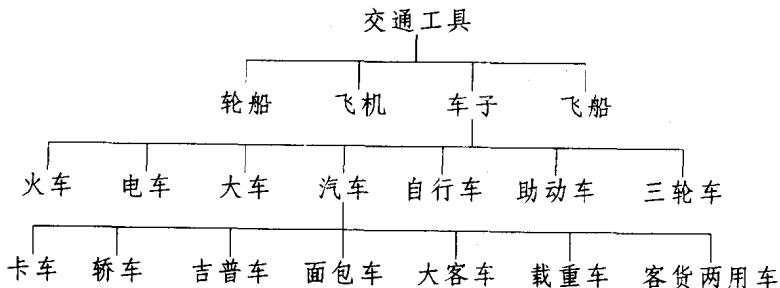 交通工具
轮船 飞机 车子 飞船
火车 电车 大车 汽车 自行车 助动车 三轮车
卡车 轿车 吉普车 面包车 大客车 载重车 客货两用车